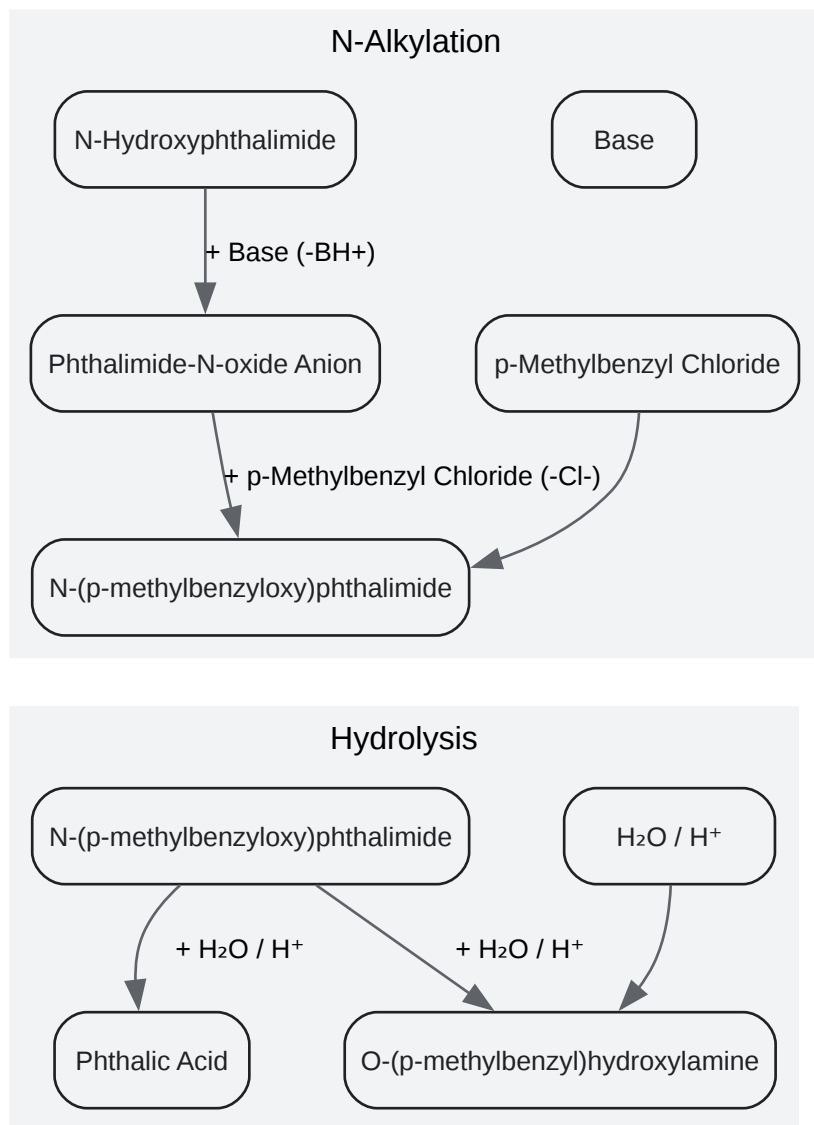 N-Alkylation
N-Hydroxyphthalimide
Base
+ Base (-BH+)
Phthalimide-N-oxide Anion
p-Methylbenzyl Chloride
+ p-Methylbenzyl Chloride (-Cl-)
N-(p-methylbenzyloxy)phthalimide
Hydrolysis
N-(p-methylbenzyloxy)phthalimide
H₂O / H⁺
+ H₂O / H⁺
+ H₂O / H⁺
Phthalic Acid
O-(p-methylbenzyl)hydroxylamine